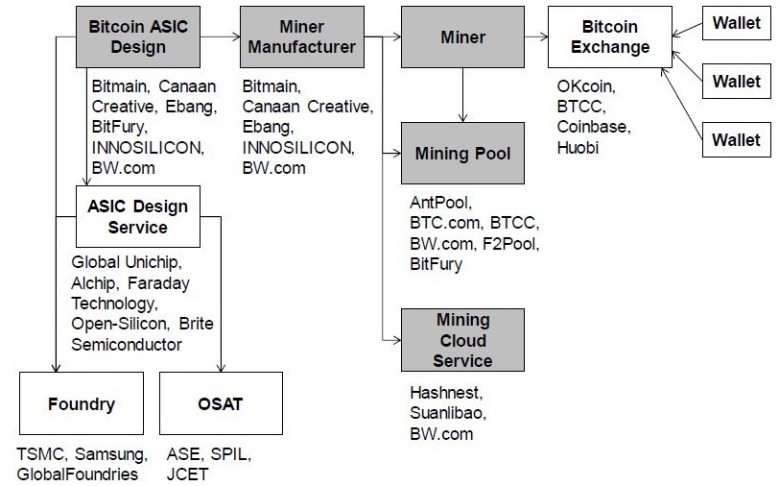 Bitcoin ASIC
Design
Bitmain, Canaan
Creative, Ebang,
BitFury,
INNOSILICON,
BW.com
Miner
Manufacturer
Bitmain,
Canaan Creative,
Ebang,
INNOSILICON,
BW.com
Miner
Bitcoin
Exchange
OKcoin,
BTCC,
Coinbase,
Huobi
Wallet
Wallet
Wallet
Mining Pool
AntPool,
BTC.com, BTCC,
BW.com, F2Pool,
BitFury
ASIC Design
Service
Global Unichip,
Alchip, Faraday
Technology,
Open-Silicon, Brite
Semiconductor
Mining
Cloud
Service
Hashnest,
Suanlibao,
BW.com
Foundry
TSMC, Samsung,
GlobalFoundries
OSAT
ASE, SPIL,
JCET